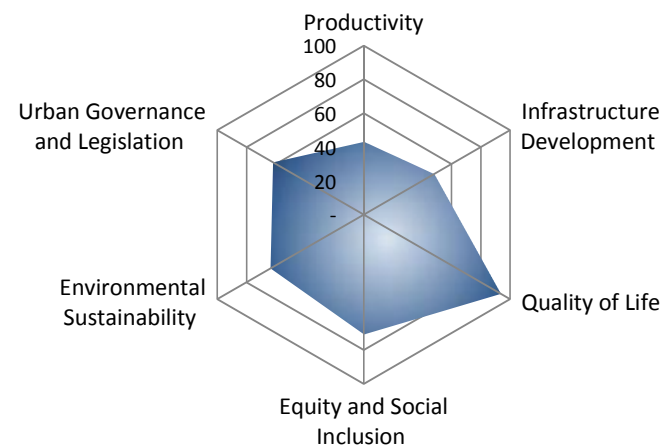 Productivity
100
80
60
40
20
-
Urban Governance
and Legislation
Infrastructure
Development
Environmental
Sustainability
Quality of Life
Equity and Social
Inclusion